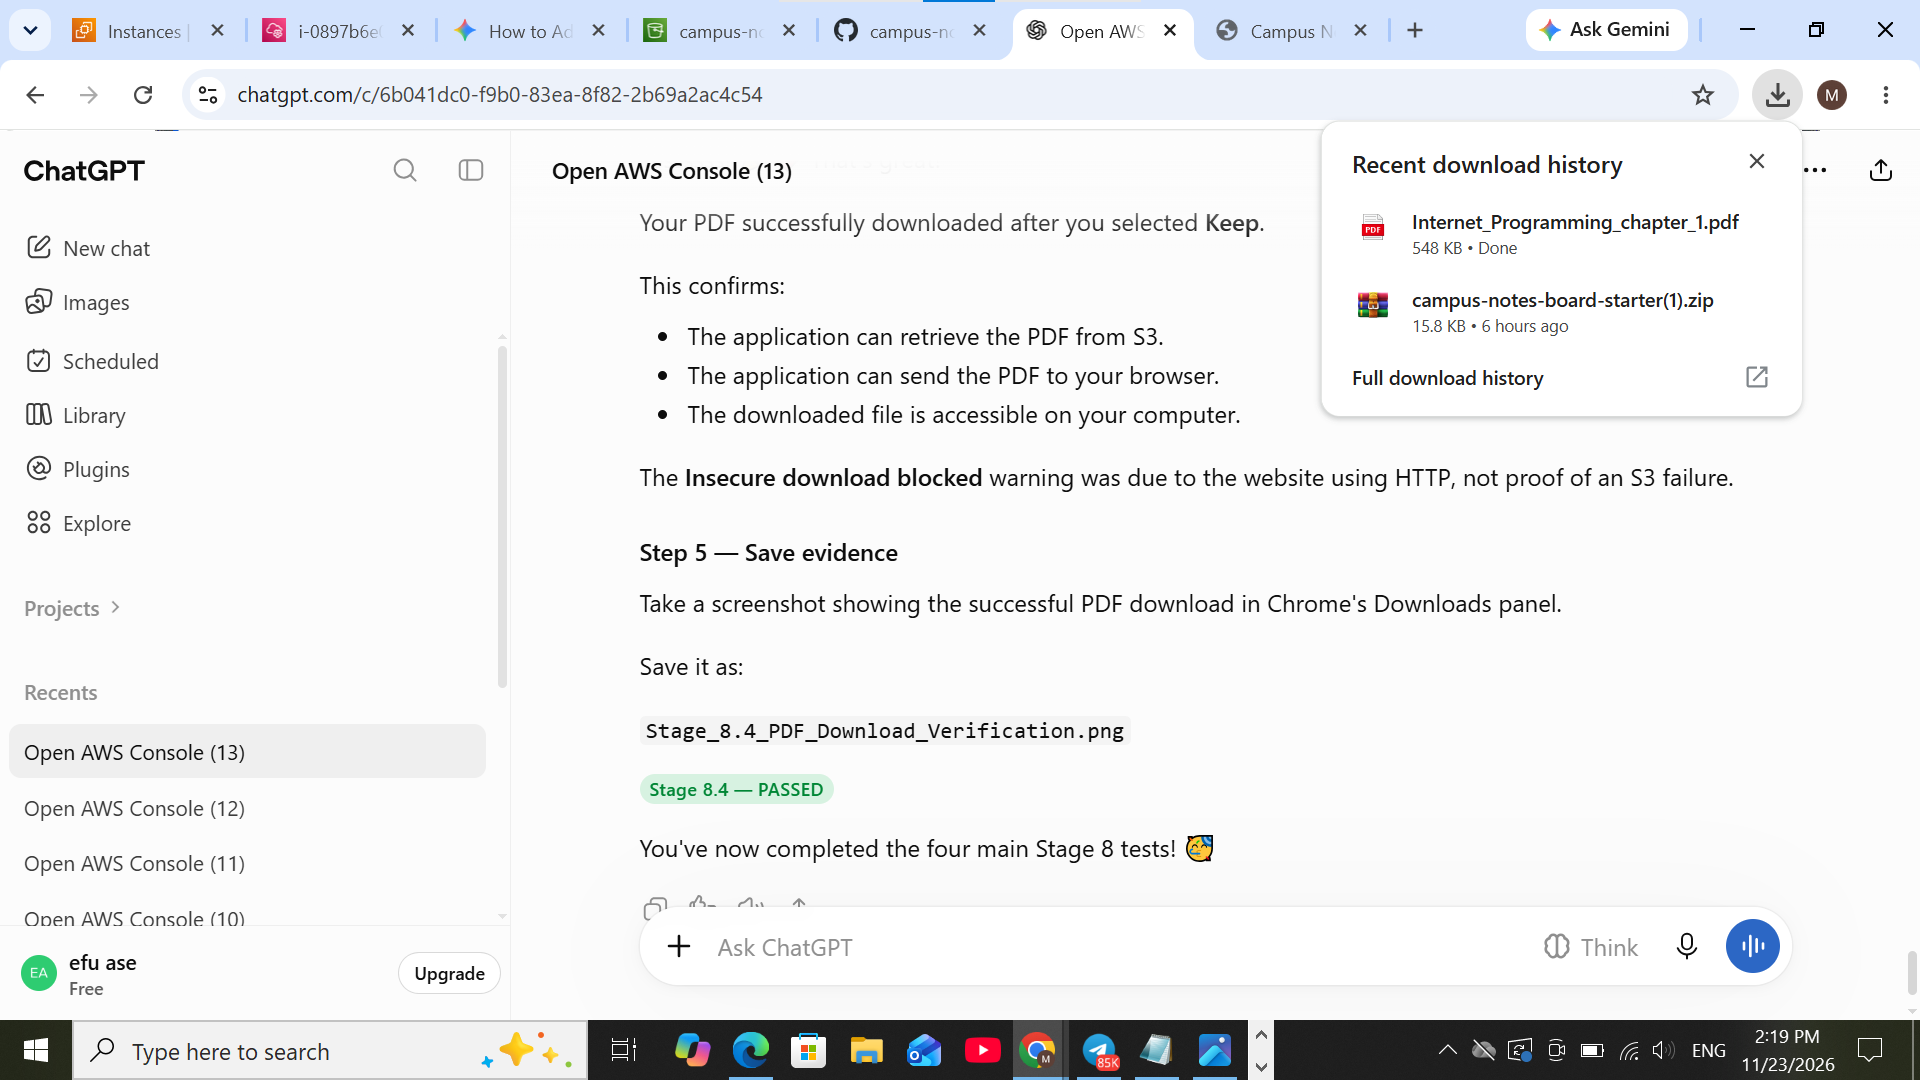 Instances |
i-0897b6e
How to Ad
campus-no
campus-no
Open AWS
Campus N
Ask Gemini
chatgpt.com/c/6b041dc0-f9b0-83ea-8f82-2b69a2ac4c54
M
ChatGPT
New chat
Images
Scheduled
Library
Plugins
Explore
Projects
Recents
Open AWS Console (13)
Open AWS Console (12)
Open AWS Console (11)
Open AWS Console (10)
EA
efu ase
Free
Upgrade
Open AWS Console (13)
Your PDF successfully downloaded after you selected Keep.
This confirms:
• The application can retrieve the PDF from S3.
• The application can send the PDF to your browser.
• The downloaded file is accessible on your computer.
The Insecure download blocked warning was due to the website using HTTP, not proof of an S3 failure.
Step 5 — Save evidence
Take a screenshot showing the successful PDF download in Chrome's Downloads panel.
Save it as:
Stage_8.4_PDF_Download_Verification.png
Stage 8.4 — PASSED
You've now completed the four main Stage 8 tests! 🥳
Ask ChatGPT
Think
Recent download history
PDF
Internet_Programming_chapter_1.pdf
548 KB • Done
campus-notes-board-starter(1).zip
15.8 KB • 6 hours ago
Full download history
Type here to search
M
85K
ENG
2:19 PM
11/23/2026